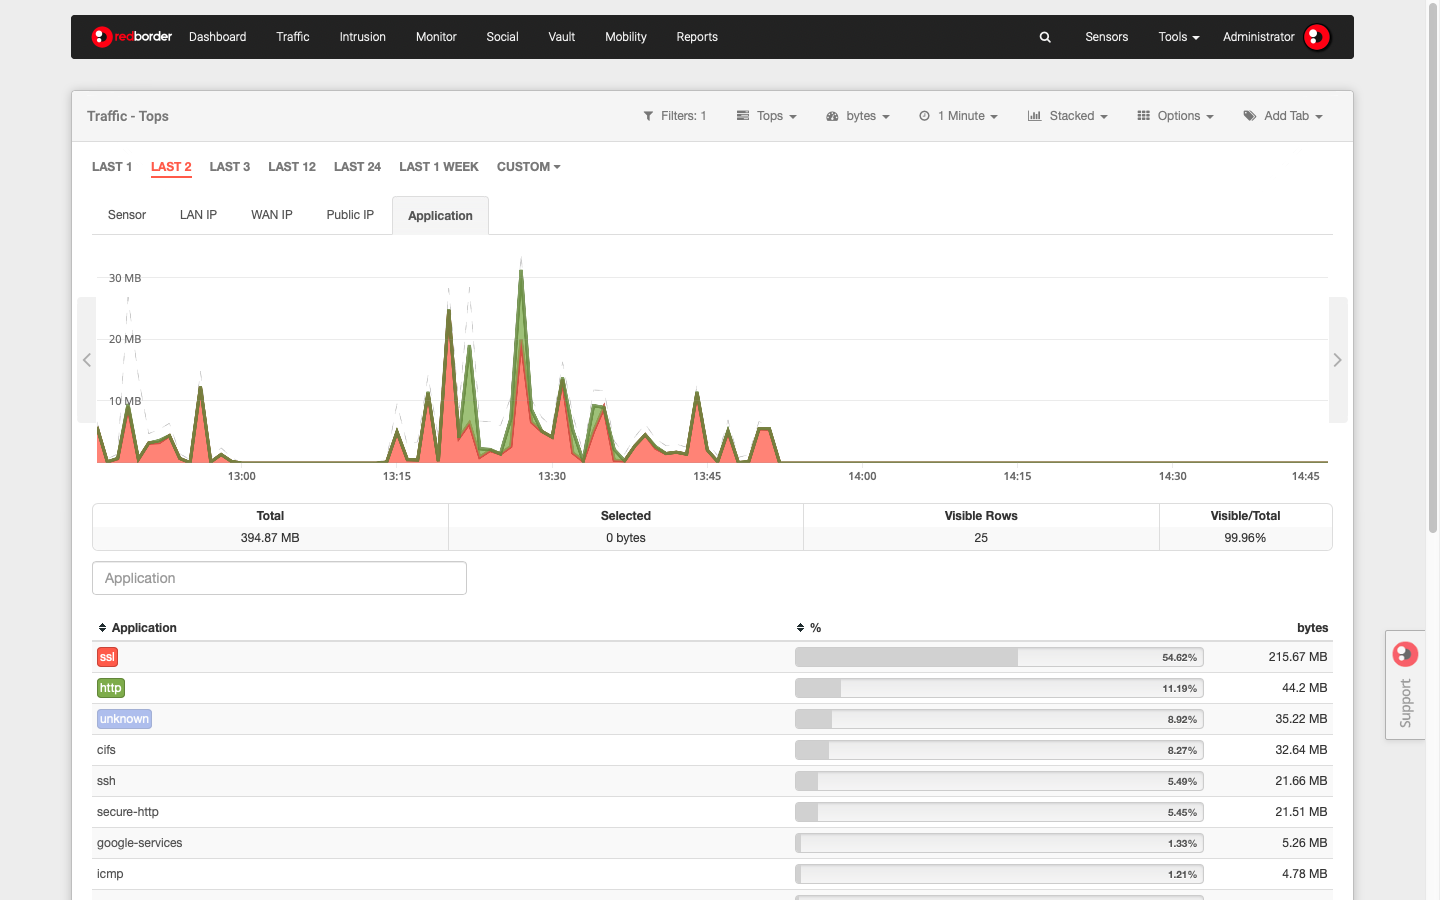 redborder Dashboard Traffic Intrusion Monitor Social Vault Mobility Reports Sensors Tools Administrator
Traffic - Tops Filters: 1 Tops bytes 1 Minute Stacked Options Add Tab
LAST 1 LAST 2 LAST 3 LAST 12 LAST 24 LAST 1 WEEK CUSTOM
Sensor LAN IP WAN IP Public IP Application
30 MB
20 MB
10 MB
13:00 13:15 13:30 13:45 14:00 14:15 14:30 14:45
Total Selected Visible Rows Visible/Total
394.87 MB 0 bytes 25 99.96%
Application
Application % bytes
ssl 54.62% 215.67 MB
http 11.19% 44.2 MB
unknown 8.92% 35.22 MB
cifs 8.27% 32.64 MB
ssh 5.49% 21.66 MB
secure-http 5.45% 21.51 MB
google-services 1.33% 5.26 MB
icmp 1.21% 4.78 MB
Support